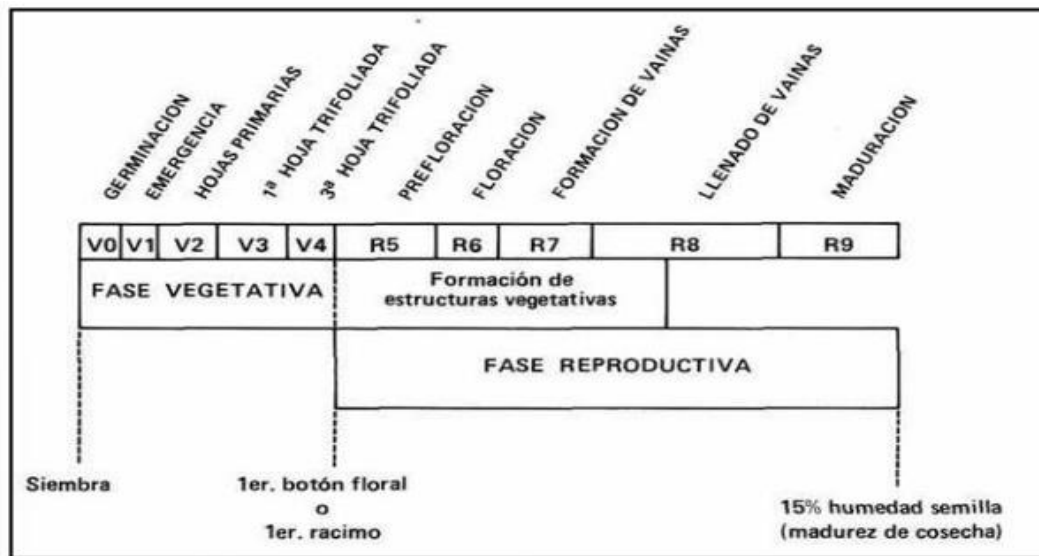 GERMINACION
EMERGENCIA
HOJAS PRIMARIAS
1ª HOJA TRIFOLIADA
3ª HOJA TRIFOLIADA
PREFLORACION
FLORACION
FORMACION DE VAINAS
LLENADO DE VAINAS
MADURACION
V0 V1 V2 V3 V4 R5 R6 R7 R8 R9
FASE VEGETATIVA
Formación de
estructuras vegetativas
FASE REPRODUCTIVA
Siembra
1er. botón floral
o
1er. racimo
15% humedad semilla
(madurez de cosecha)